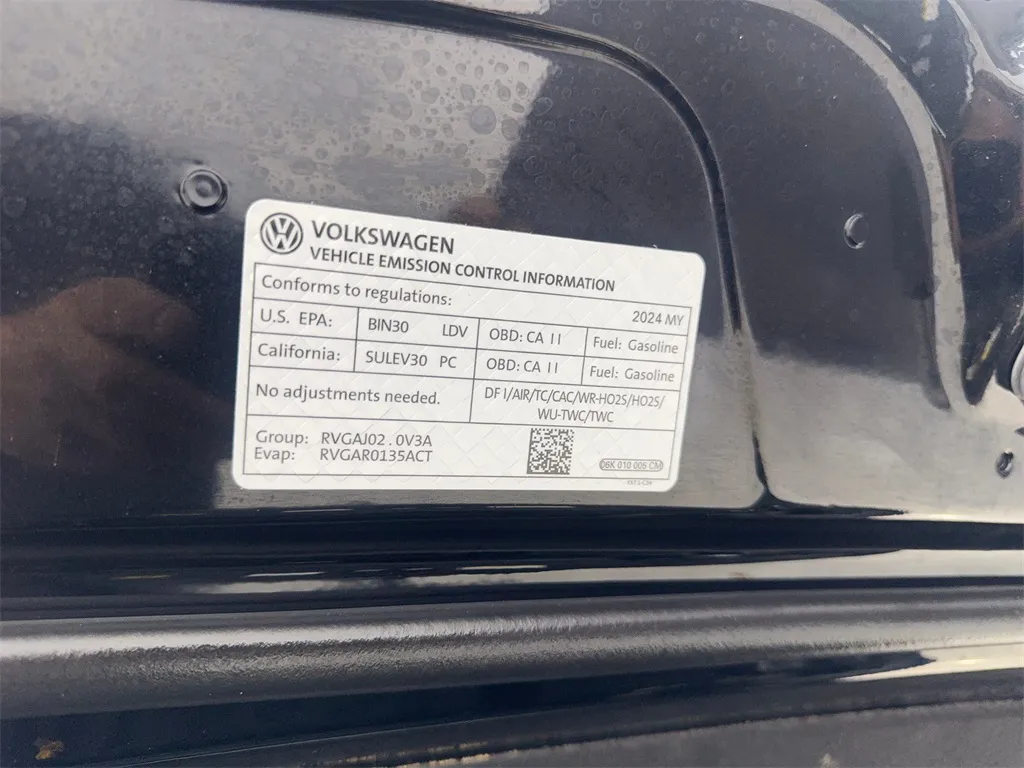 VOLKSWAGEN
VEHICLE EMISSION CONTROL INFORMATION
Conforms to regulations: 2024 MY
U.S. EPA: BIN30 LDV OBD: CA II Fuel: Gasoline
California: SULEV30 PC OBD: CA II Fuel: Gasoline
No adjustments needed. DFI/AIR/TC/CAC/WR-HO2S/HO2S/
WU-TWC/TWC
Group: RVGAJ02.0V3A
Evap: RVGAR0135ACT
06K 010 005 CM